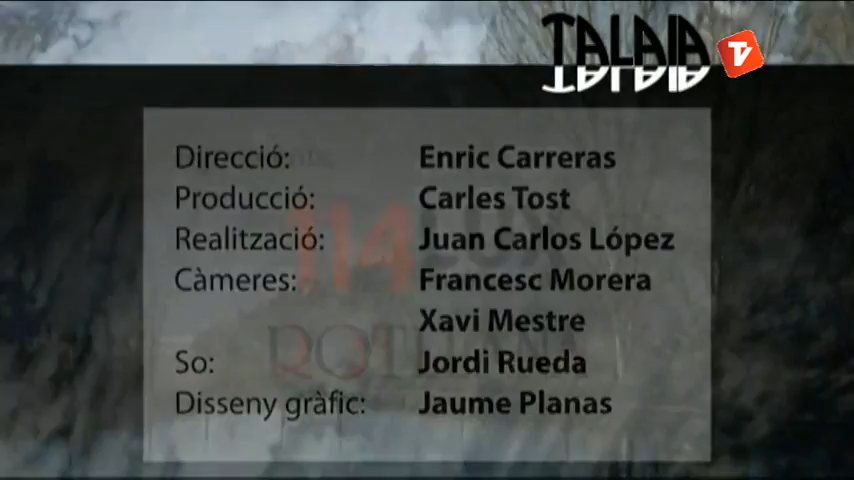 TALAIA
TV
Direcció: Enric Carreras
Producció: Carles Tost
Realització: Juan Carlos López
Càmeres: Francesc Morera
Xavi Mestre
So: Jordi Rueda
Disseny gràfic: Jaume Planas